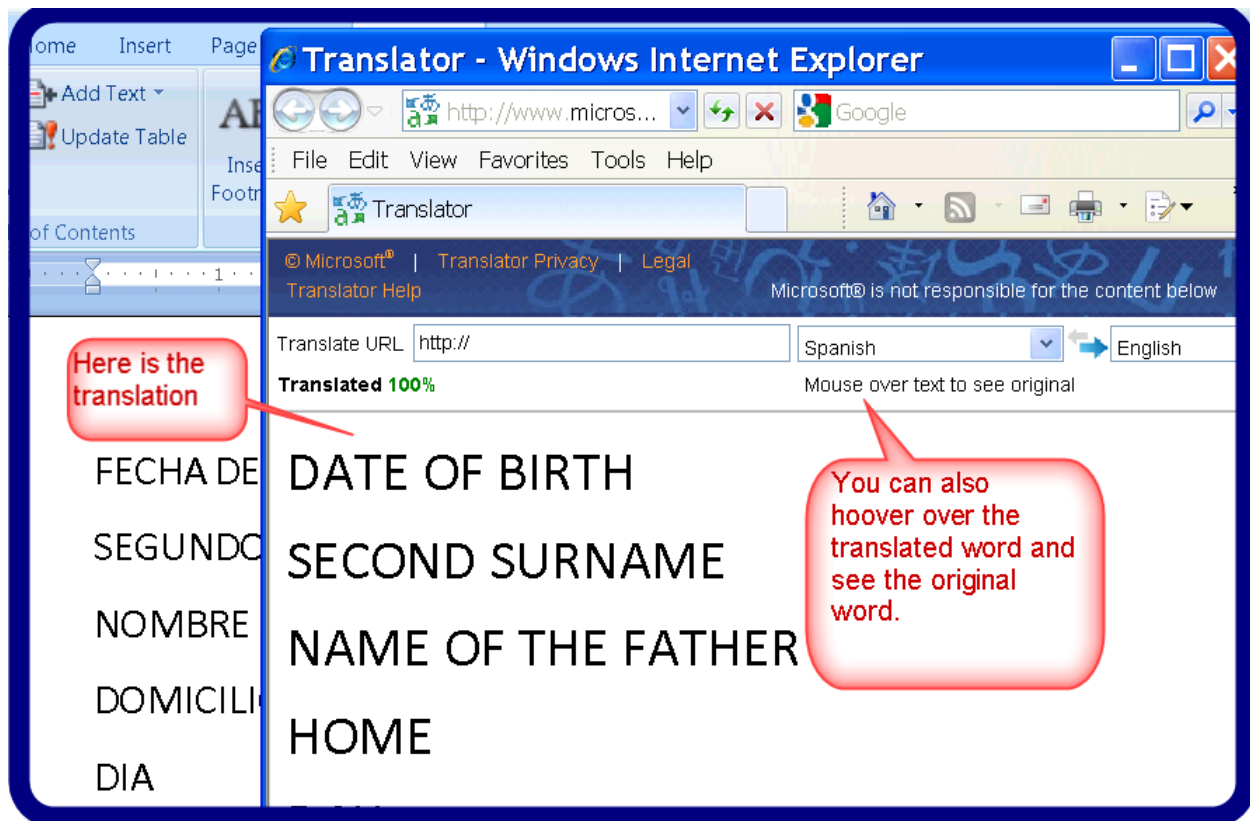 Home Insert Page
Add Text
Update Table
Inse
Footn
of Contents
1
Translator - Windows Internet Explorer
http://www.micros...
Google
File Edit View Favorites Tools Help
Translator
© Microsoft® | Translator Privacy | Legal
Translator Help
Microsoft® is not responsible for the content below
Translate URL http://
Spanish
English
Translated 100%
Mouse over text to see original
Here is the
translation
FECHA DE
SEGUNDO
NOMBRE
DOMICILI
DIA
DATE OF BIRTH
SECOND SURNAME
NAME OF THE FATHER
HOME
You can also
hoover over the
translated word and
see the original
word.